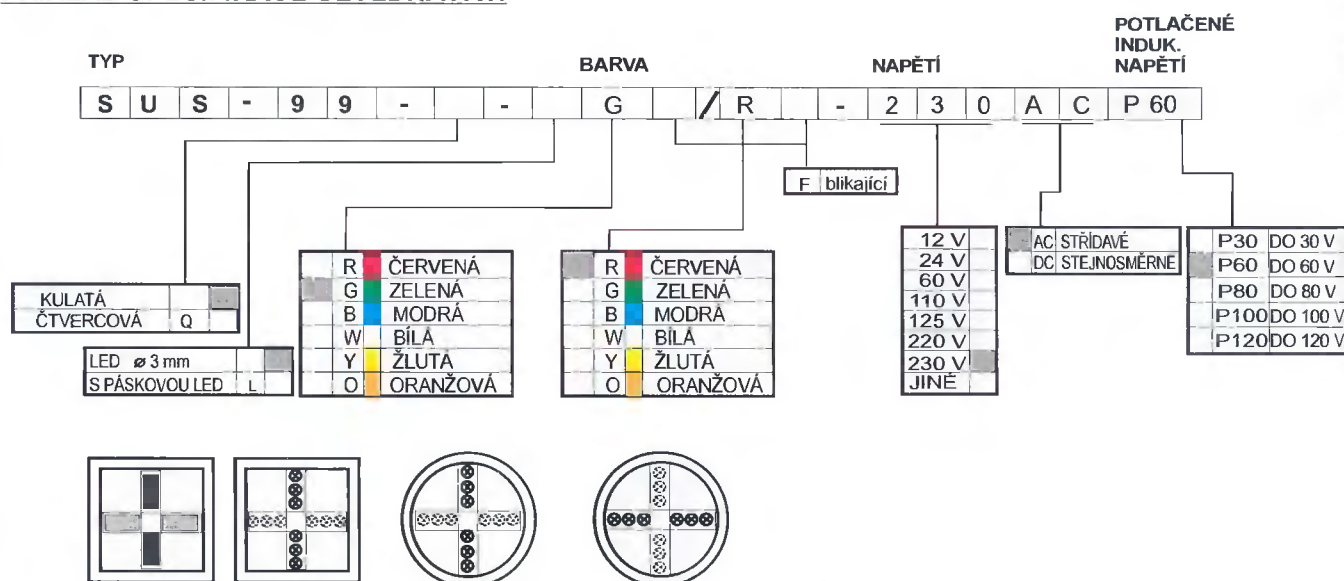 POTLAČENÉ
INDUK.
NAPĚTÍ
TYP BARVA NAPĚTÍ
S U S - 9 9 - - G / R - 2 3 0 A C P 60
F blikající
KULATÁ
ČTVERCOVÁ Q
LED ø 3 mm
S PÁSKOVOU LED L
R ČERVENÁ
G ZELENÁ
B MODRÁ
W BÍLÁ
Y ŽLUTÁ
O ORANŽOVÁ
R ČERVENÁ
G ZELENÁ
B MODRÁ
W BÍLÁ
Y ŽLUTÁ
O ORANŽOVÁ
12 V
24 V
60 V
110 V
125 V
220 V
230 V
JINÉ
AC STŘÍDAVÉ
DC STEJNOSMĚRNÉ
P30 DO 30 V
P60 DO 60 V
P80 DO 80 V
P100 DO 100 V
P120 DO 120 V